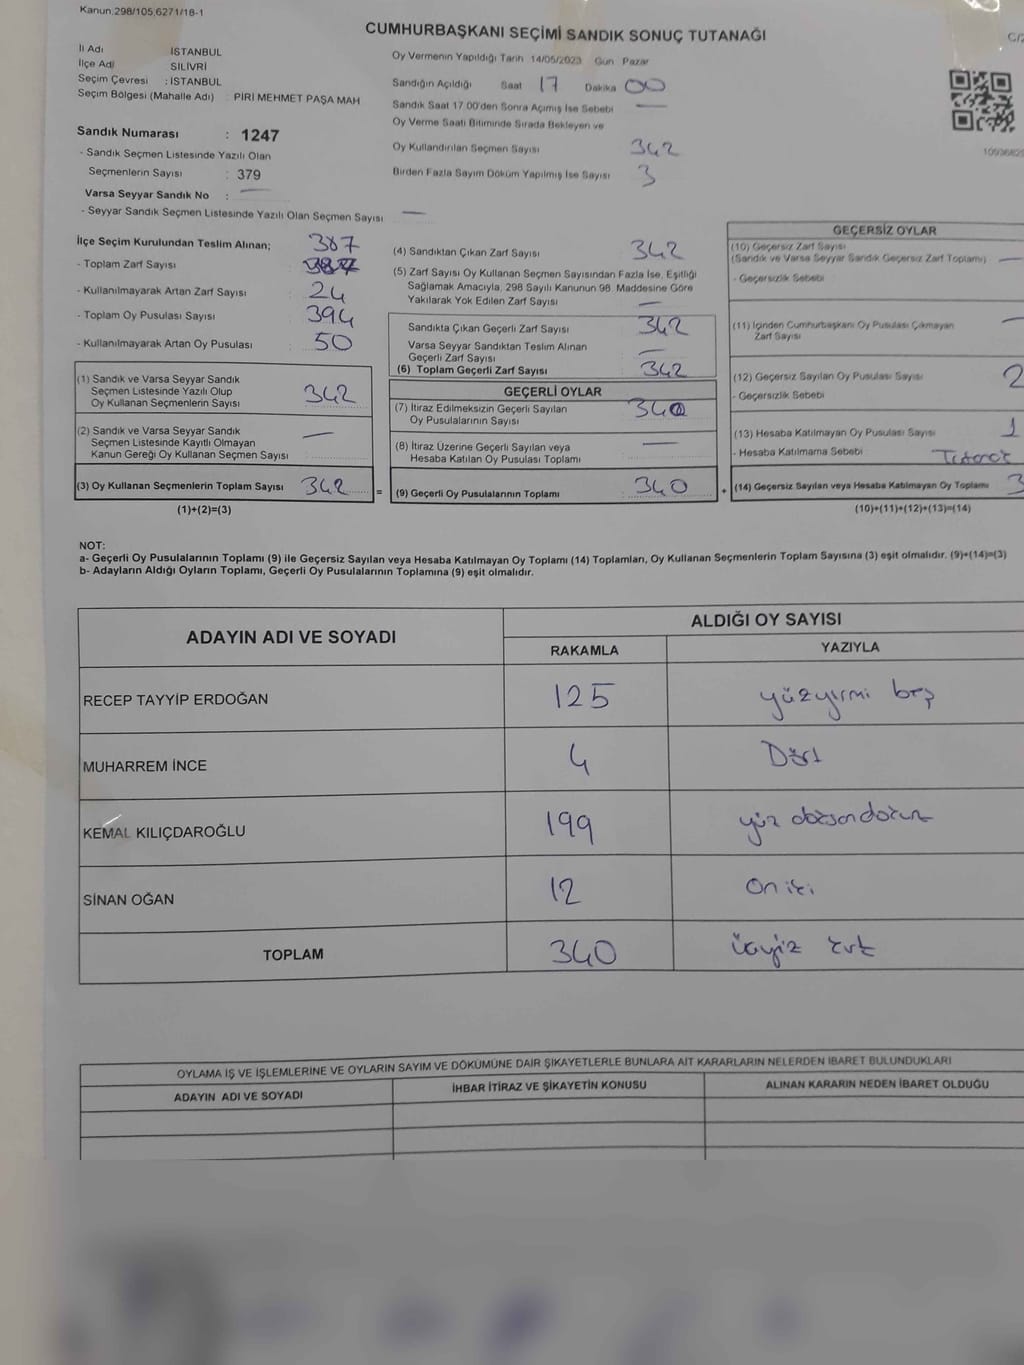 Kanun:298/105,6271/18-1
CUMHURBAŞKANI SEÇİMİ SANDIK SONUÇ TUTANAĞI
İl Adı İSTANBUL
İlçe Adı SİLİVRİ
Seçim Çevresi : İSTANBUL
Seçim Bölgesi (Mahalle Adı) : PİRİ MEHMET PAŞA MAH
Sandık Numarası : 1247
- Sandık Seçmen Listesinde Yazılı Olan
Seçmenlerin Sayısı : 379
Varsa Seyyar Sandık No : —
- Seyyar Sandık Seçmen Listesinde Yazılı Olan Seçmen Sayısı —
Oy Vermenin Yapıldığı Tarih 14/05/2023 Gün Pazar
Sandığın Açıldığı Saat 17 Dakika 00
Sandık Saat 17.00'den Sonra Açımış İse Sebebi —
Oy Verme Saati Bitiminde Sırada Bekleyen ve
Oy Kullandırılan Seçmen Sayısı 342
Birden Fazla Sayım Döküm Yapılmış İse Sayısı 3
İlçe Seçim Kurulundan Teslim Alınan; 387
- Toplam Zarf Sayısı
- Kullanılmayarak Artan Zarf Sayısı 24
- Toplam Oy Pusulası Sayısı 394
- Kullanılmayarak Artan Oy Pusulası 50
(1) Sandık ve Varsa Seyyar Sandık
Seçmen Listesinde Yazılı Olup
Oy Kullanan Seçmenlerin Sayısı 342
(2) Sandık ve Varsa Seyyar Sandık
Seçmen Listesinde Kayıtlı Olmayan
Kanun Gereği Oy Kullanan Seçmen Sayısı —
(3) Oy Kullanan Seçmenlerin Toplam Sayısı 342 =
(1)+(2)=(3)
(4) Sandıktan Çıkan Zarf Sayısı 342
(5) Zarf Sayısı Oy Kullanan Seçmen Sayısından Fazla İse, Eşitliği
Sağlamak Amacıyla, 298 Sayılı Kanunun 98. Maddesine Göre
Yakılarak Yok Edilen Zarf Sayısı —
Sandıkta Çıkan Geçerli Zarf Sayısı 342
Varsa Seyyar Sandıktan Teslim Alınan
Geçerli Zarf Sayısı —
(6) Toplam Geçerli Zarf Sayısı 342
GEÇERLİ OYLAR
(7) İtiraz Edilmeksizin Geçerli Sayılan
Oy Pusulalarının Sayısı 340
(8) İtiraz Üzerine Geçerli Sayılan veya
Hesaba Katılan Oy Pusulası Toplamı —
(9) Geçerli Oy Pusulalarının Toplamı 340 +
GEÇERSİZ OYLAR
(10) Geçersiz Zarf Sayısı
(Sandık ve Varsa Seyyar Sandık Geçersiz Zarf Toplamı) —
- Geçersizlik Sebebi
(11) İçinden Cumhurbaşkanı Oy Pusulası Çıkmayan
Zarf Sayısı —
(12) Geçersiz Sayılan Oy Pusulası Sayısı 2
- Geçersizlik Sebebi
(13) Hesaba Katılmayan Oy Pusulası Sayısı 1
- Hesaba Katılmama Sebebi
(14) Geçersiz Sayılan veya Hesaba Katılmayan Oy Toplamı 3
(10)+(11)+(12)+(13)=(14)
NOT:
a- Geçerli Oy Pusulalarının Toplamı (9) ile Geçersiz Sayılan veya Hesaba Katılmayan Oy Toplamı (14) Toplamları, Oy Kullanan Seçmenlerin Toplam Sayısına (3) eşit olmalıdır. (9)+(14)=(3)
b- Adayların Aldığı Oyların Toplamı, Geçerli Oy Pusulalarının Toplamına (9) eşit olmalıdır.
ADAYIN ADI VE SOYADI
ALDIĞI OY SAYISI
RAKAMLA YAZIYLA
RECEP TAYYİP ERDOĞAN 125 yüzyirmi beş
MUHARREM İNCE 4 Dört
KEMAL KILIÇDAROĞLU 199 yüz doksandokuz
SİNAN OĞAN 12 On iki
TOPLAM 340 üçyüz kırk
OYLAMA İŞ VE İŞLEMLERİNE VE OYLARIN SAYIM VE DÖKÜMÜNE DAİR ŞİKAYETLERLE BUNLARA AİT KARARLARIN NELERDEN İBARET BULUNDUKLARI
ADAYIN ADI VE SOYADI İHBAR İTİRAZ VE ŞİKAYETİN KONUSU ALINAN KARARIN NEDEN İBARET OLDUĞU